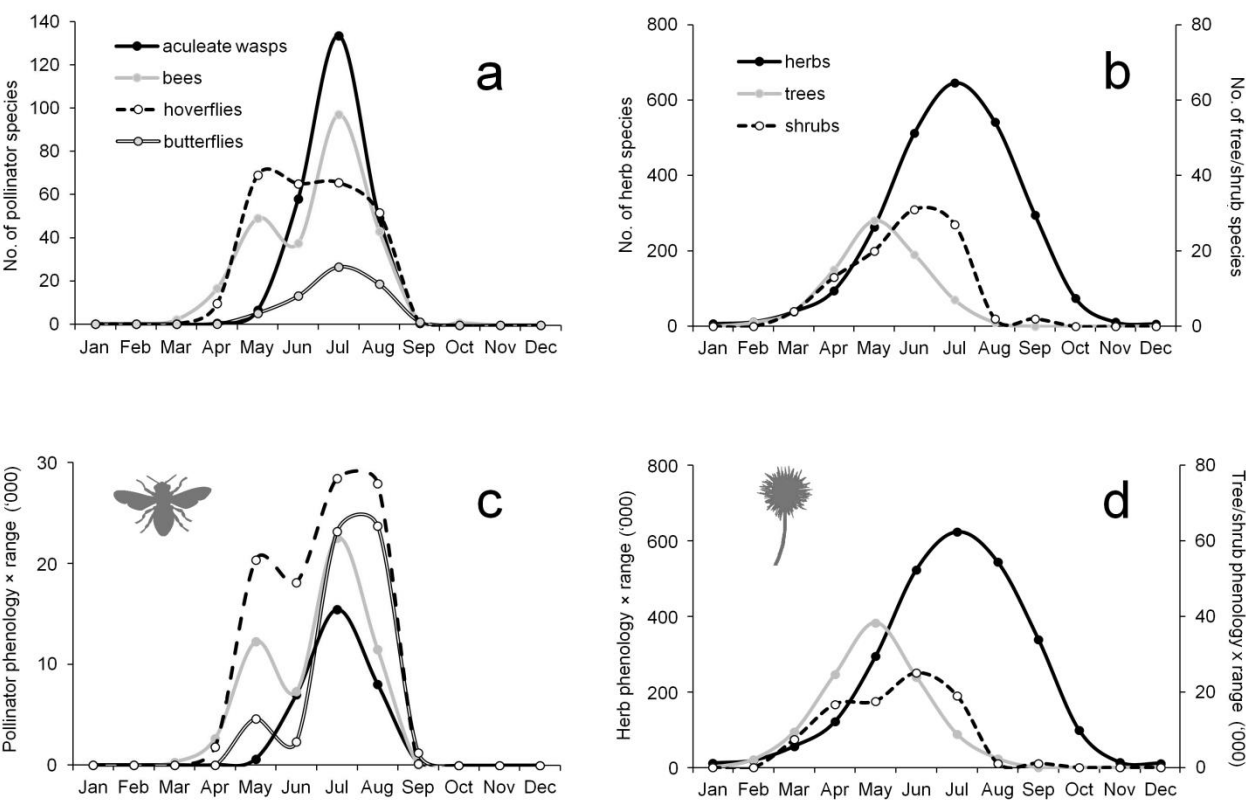 a
No. of pollinator species
140
120
100
80
60
40
20
0
aculeate wasps
bees
hoverflies
butterflies
Jan Feb Mar Apr May Jun Jul Aug Sep Oct Nov Dec
b
No. of herb species
800
600
400
200
0
herbs
trees
shrubs
80
60
40
20
0
No. of tree/shrub
species
Jan Feb Mar Apr May Jun Jul Aug Sep Oct Nov Dec
c
Pollinator phenology × range ('000)
30
20
10
0
Jan Feb Mar Apr May Jun Jul Aug Sep Oct Nov Dec
d
Herb phenology × range ('000)
800
600
400
200
0
80
60
40
20
0
Tree/shrub phenology x range ('000)
Jan Feb Mar Apr May Jun Jul Aug Sep Oct Nov Dec